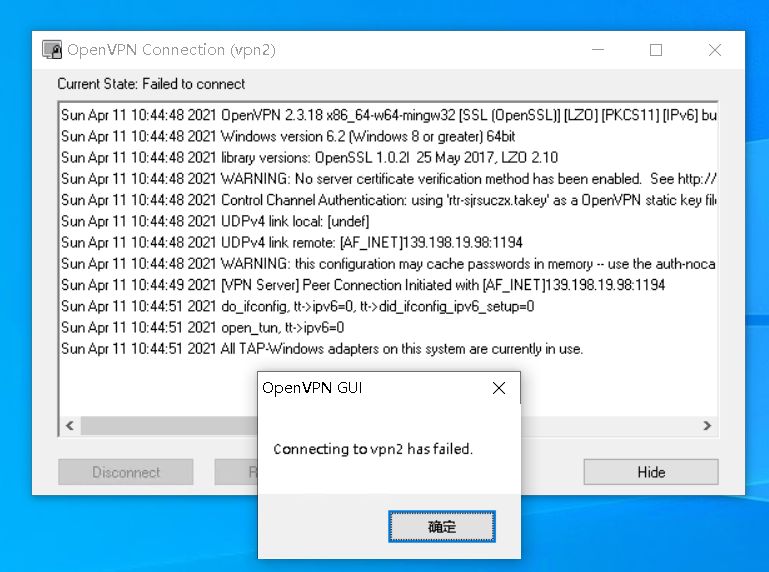 OpenVPN Connection (vpn2)
Current State: Failed to connect
Sun Apr 11 10:44:48 2021 OpenVPN 2.3.18 x86_64-w64-mingw32 [SSL (OpenSSL)] [LZO] [PKCS11] [IPv6] bu
Sun Apr 11 10:44:48 2021 Windows version 6.2 (Windows 8 or greater) 64bit
Sun Apr 11 10:44:48 2021 library versions: OpenSSL 1.0.2l 25 May 2017, LZO 2.10
Sun Apr 11 10:44:48 2021 WARNING: No server certificate verification method has been enabled. See http:/
Sun Apr 11 10:44:48 2021 Control Channel Authentication: using 'rtr-sjrsuczx.takey' as a OpenVPN static key file
Sun Apr 11 10:44:48 2021 UDPv4 link local: [undef]
Sun Apr 11 10:44:48 2021 UDPv4 link remote: [AF_INET]139.198.19.98:1194
Sun Apr 11 10:44:48 2021 WARNING: this configuration may cache passwords in memory -- use the auth-noca
Sun Apr 11 10:44:49 2021 [VPN Server] Peer Connection Initiated with [AF_INET]139.198.19.98:1194
Sun Apr 11 10:44:51 2021 do_ifconfig, tt->ipv6=0, tt->did_ifconfig_ipv6_setup=0
Sun Apr 11 10:44:51 2021 open_tun, tt->ipv6=0
Sun Apr 11 10:44:51 2021 All TAP-Windows adapters on this system are currently in use.
OpenVPN GUI
Connecting to vpn2 has failed.
Disconnect
R
Hide
确定